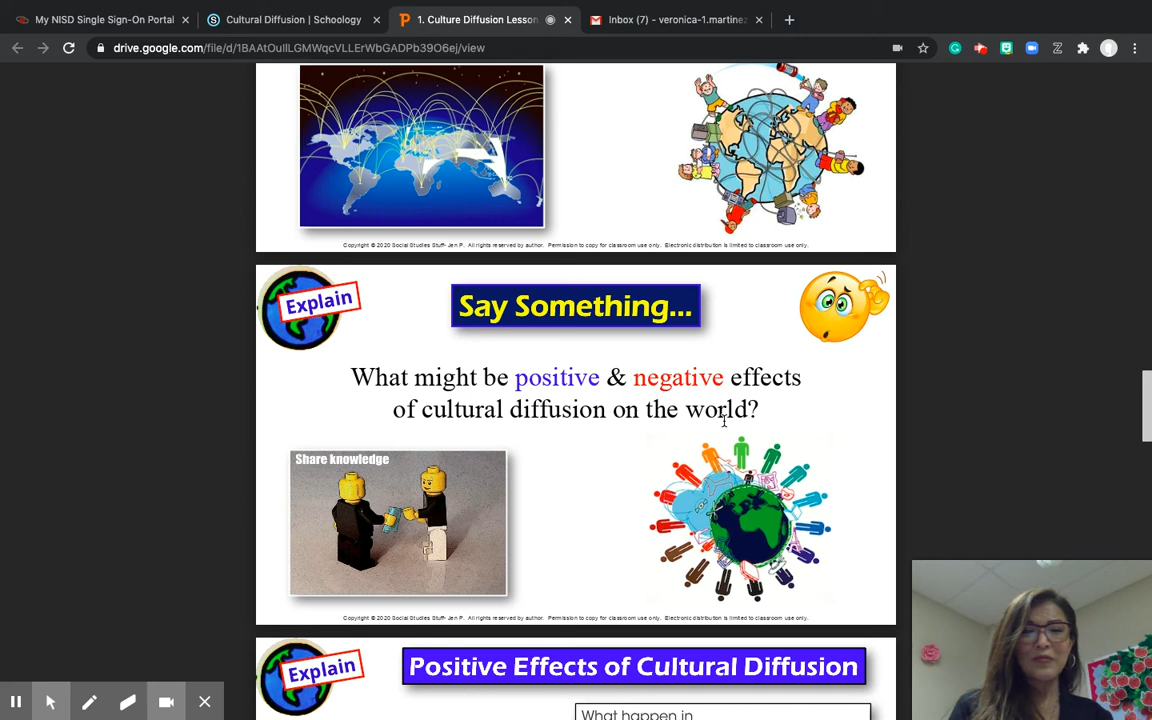 My NISD Single Sign-On Portal
Cultural Diffusion | Schoology
1. Culture Diffusion Lesson
Inbox (7) - veronica-1.martinez
drive.google.com/file/d/1BAAtOuIlLGMWqcVLLErWbGADPb39O6ej/view
Copyright © 2020 Social Studies Stuff- Jen P. All rights reserved by author. Permission to copy for classroom use only. Electronic distribution is limited to classroom use only.
Explain
Say Something...
What might be positive & negative effects
of cultural diffusion on the world?
Share knowledge
Copyright © 2020 Social Studies Stuff- Jen P. All rights reserved by author. Permission to copy for classroom use only. Electronic distribution is limited to classroom use only.
Explain
Positive Effects of Cultural Diffusion
What happen in